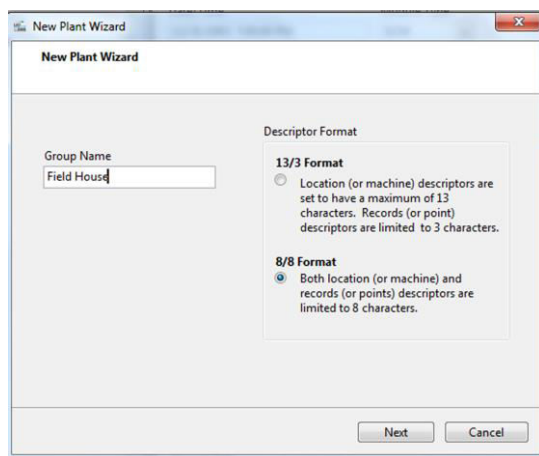 New Plant Wizard
New Plant Wizard
Group Name
Field House
Descriptor Format
13/3 Format
Location (or machine) descriptors are
set to have a maximum of 13
characters. Records (or point)
descriptors are limited to 3 characters.
8/8 Format
Both location (or machine) and
records (or points) descriptors are
limited to 8 characters.
Next
Cancel